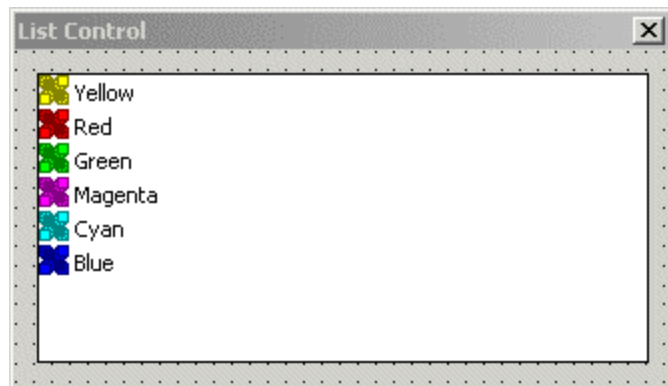 List Control
Yellow
Red
Green
Magenta
Cyan
Blue